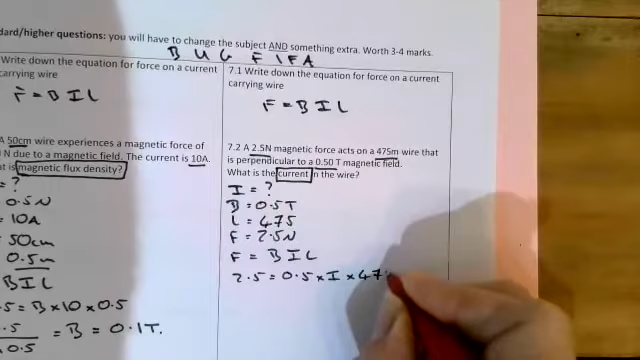 dard/higher questions: you will have to change the subject AND something extra. Worth 3-4 marks.
B U G F I F A
Write down the equation for force on a current
carrying wire
F = B I L
A 50cm wire experiences a magnetic force of
N due to a magnetic field. The current is 10A.
t is magnetic flux density?
= ?
0.5N
= 10A
= 50cm
0.5m
BIL
.5 = B × 10 × 0.5
.5
0.5
= B = 0.1T.
7.1 Write down the equation for force on a current
carrying wire
F = B I L
7.2 A 2.5N magnetic force acts on a 475m wire that
is perpendicular to a 0.50 T magnetic field.
What is the current in the wire?
I = ?
B = 0.5T
L = 475
F = 2.5N
F = B I L
2.5 = 0.5 × I × 47